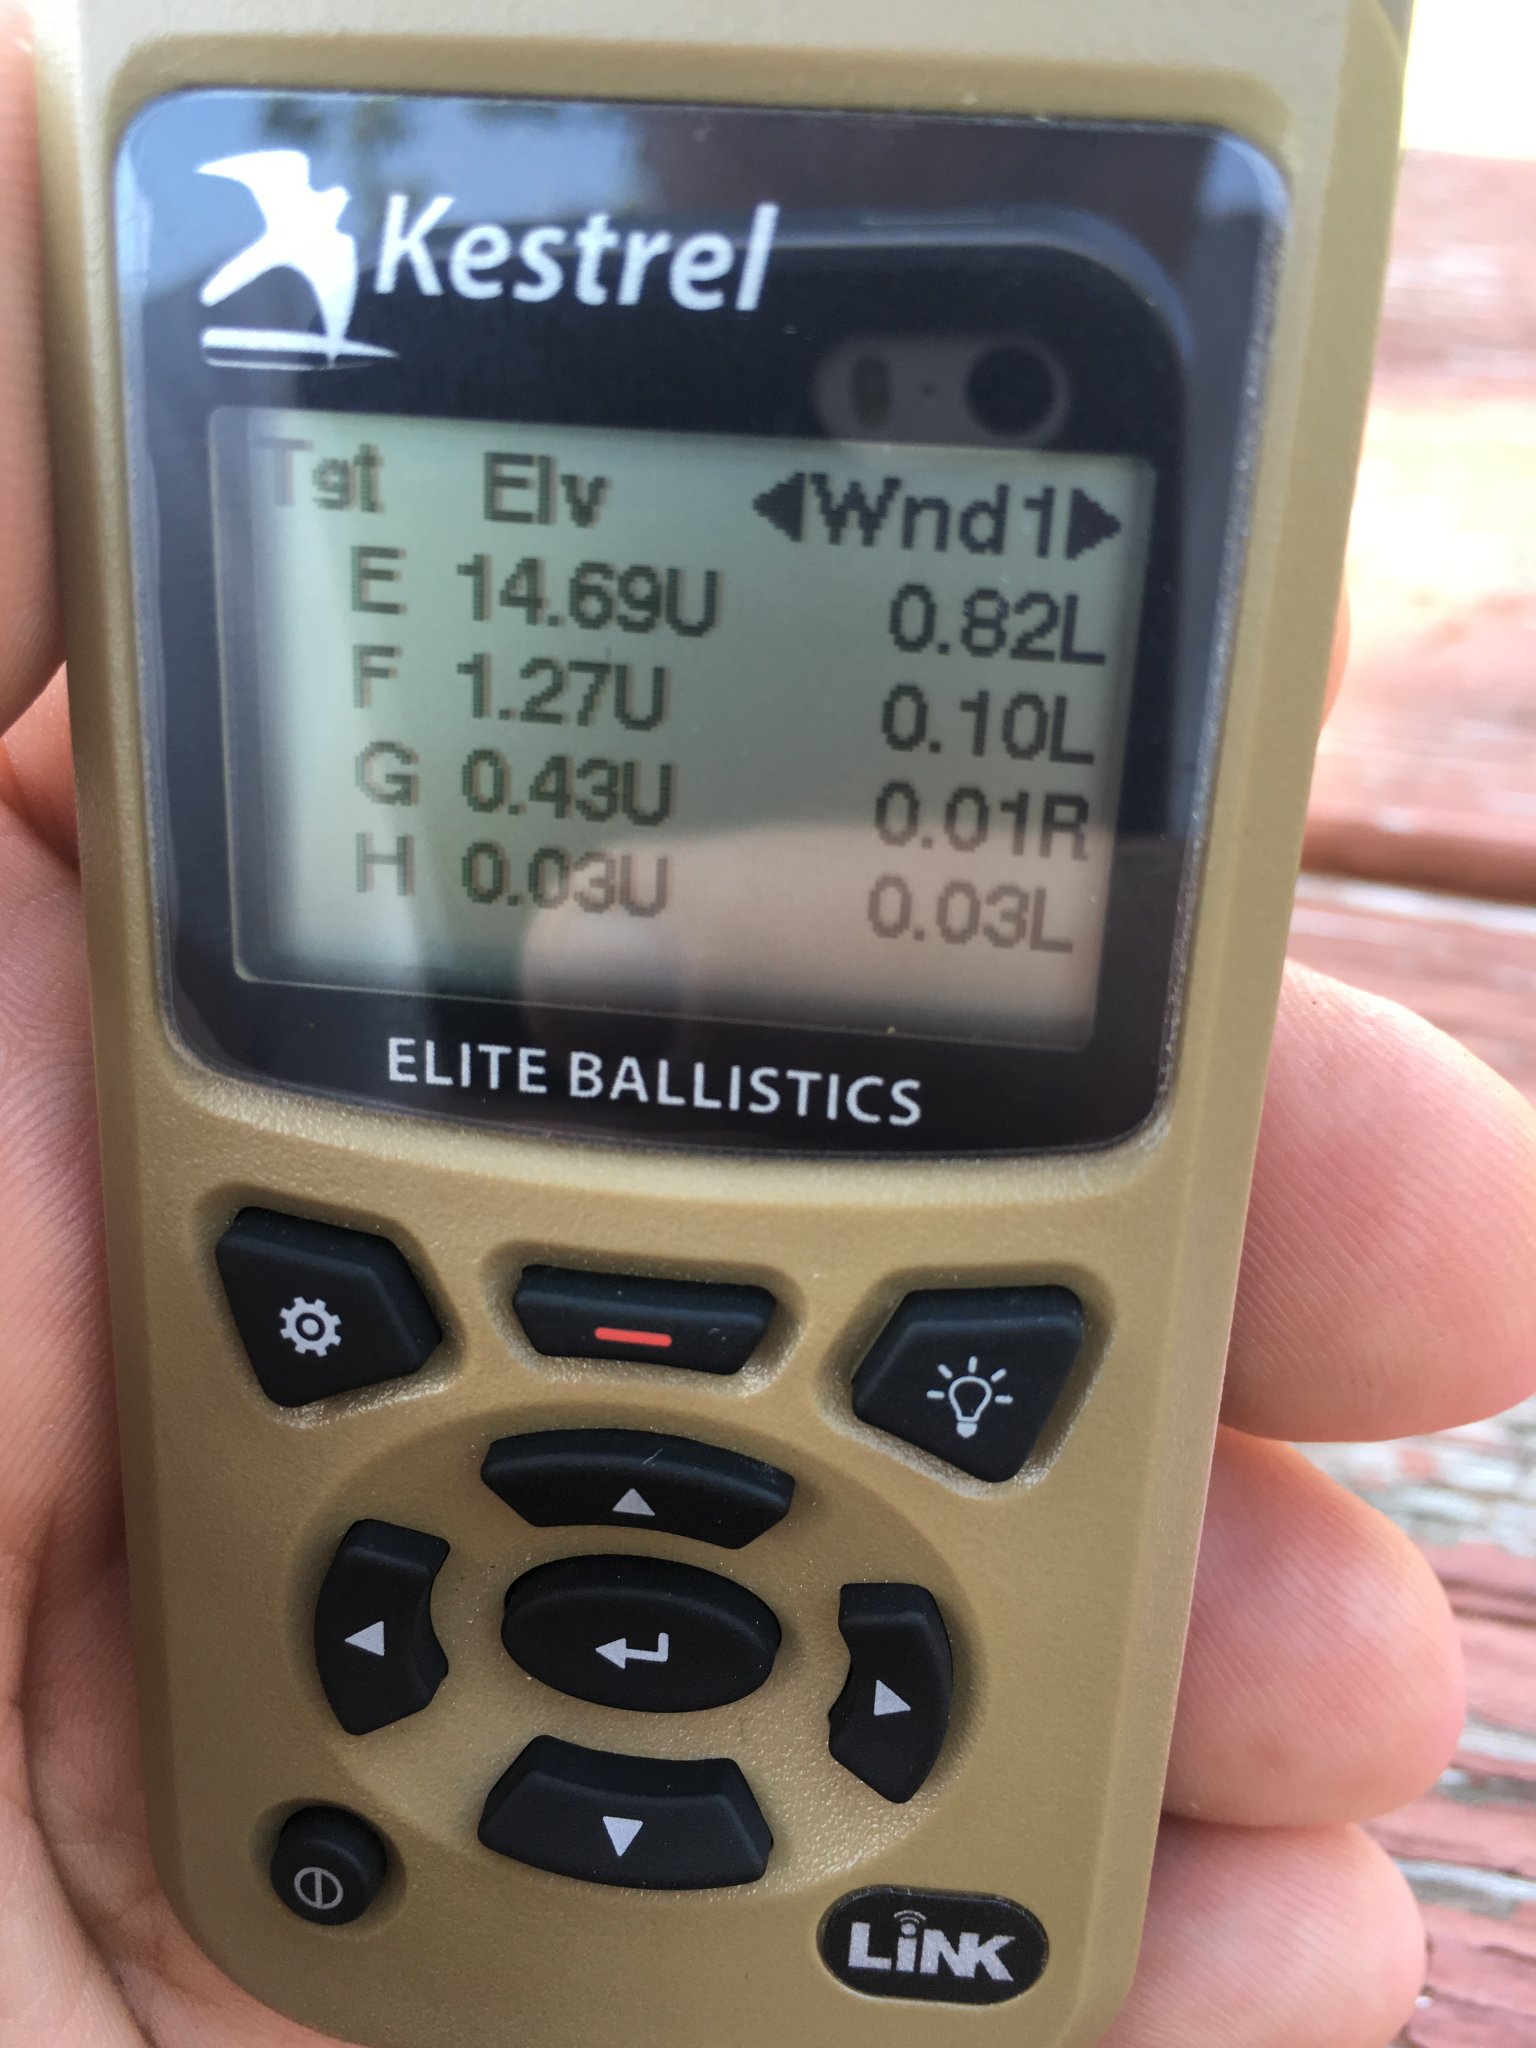 Kestrel
Tgt Elv ◀Wnd1▶
E 14.69U 0.82L
F 1.27U 0.10L
G 0.43U 0.01R
H 0.03U 0.03L
ELITE BALLISTICS
LiNK